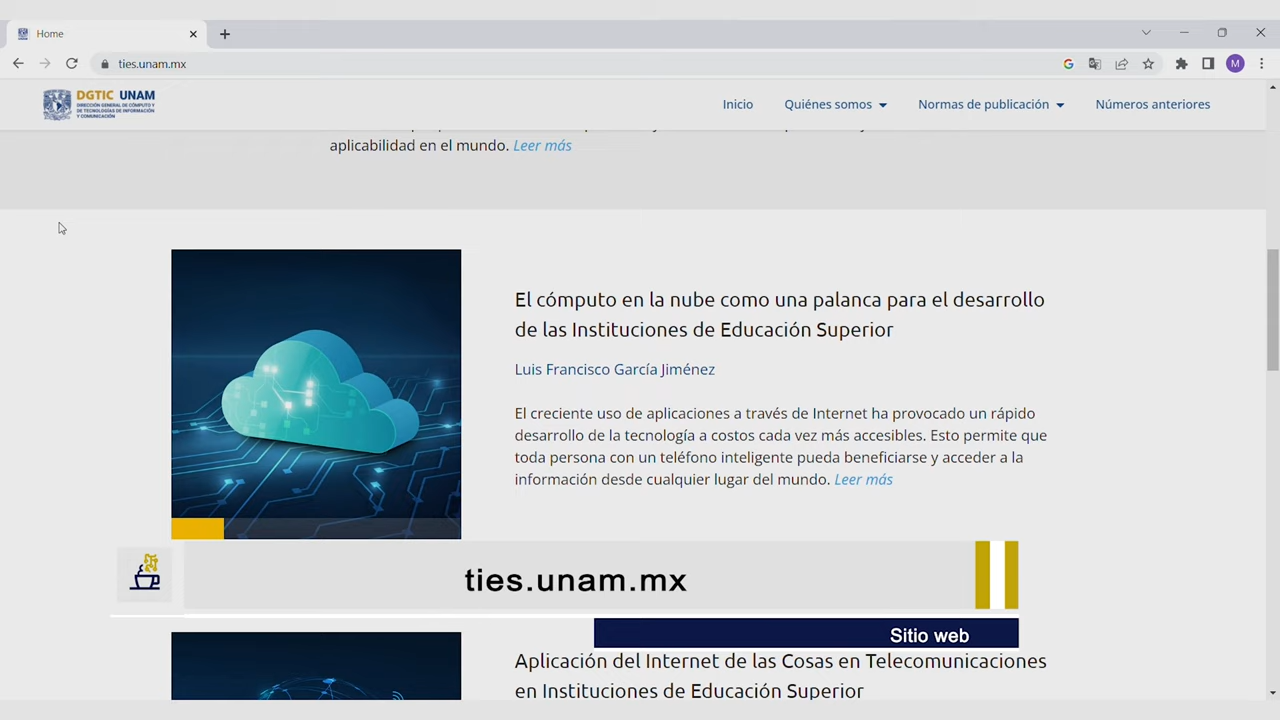 Home
ties.unam.mx
M
DGTIC UNAM
DIRECCIÓN GENERAL DE CÓMPUTO Y
DE TECNOLOGÍAS DE INFORMACIÓN
Y COMUNICACIÓN
Inicio
Quiénes somos
Normas de publicación
Números anteriores
aplicabilidad en el mundo. Leer más
El cómputo en la nube como una palanca para el desarrollo
de las Instituciones de Educación Superior
Luis Francisco García Jiménez
El creciente uso de aplicaciones a través de Internet ha provocado un rápido
desarrollo de la tecnología a costos cada vez más accesibles. Esto permite que
toda persona con un teléfono inteligente pueda beneficiarse y acceder a la
información desde cualquier lugar del mundo. Leer más
ties.unam.mx
Sitio web
Aplicación del Internet de las Cosas en Telecomunicaciones
en Instituciones de Educación Superior